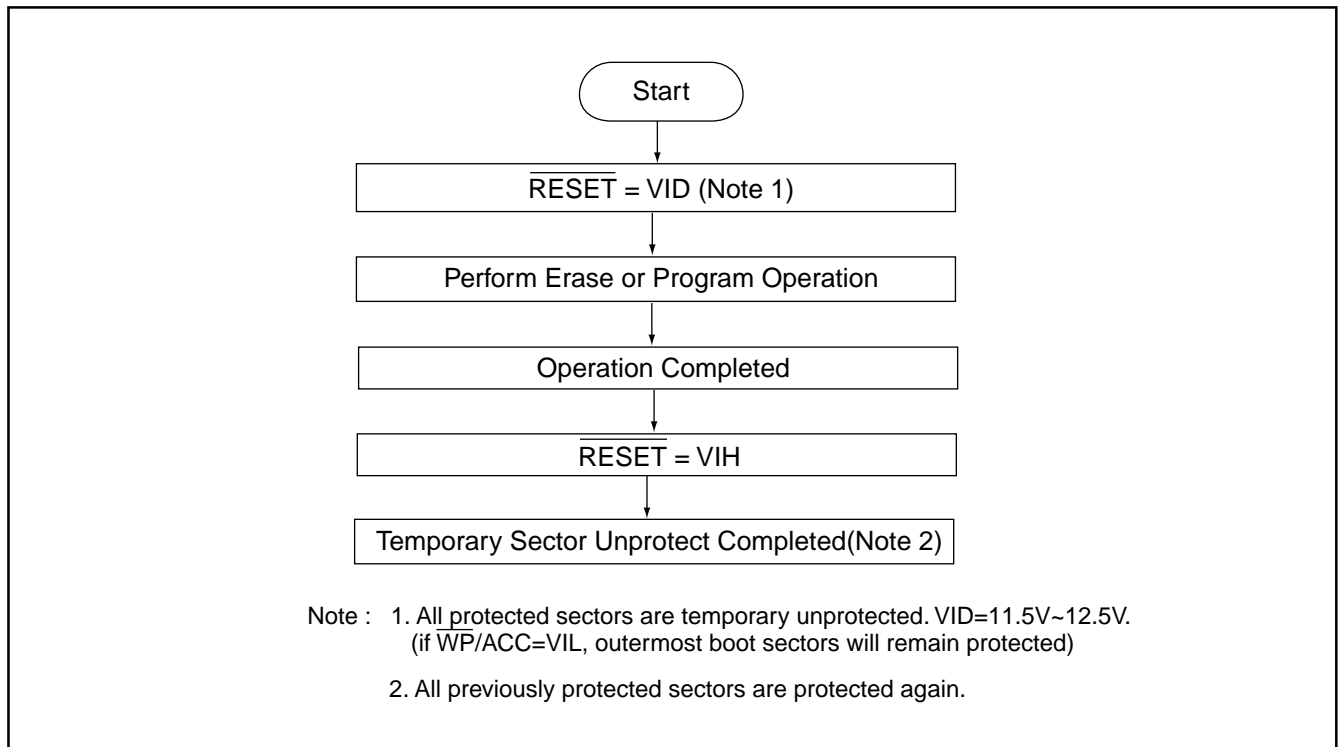 Start
RESET = VID (Note 1)
Perform Erase or Program Operation
Operation Completed
RESET = VIH
Temporary Sector Unprotect Completed(Note 2)
Note : 1. All protected sectors are temporary unprotected. VID=11.5V~12.5V.
(if WP/ACC=VIL, outermost boot sectors will remain protected)
2. All previously protected sectors are protected again.